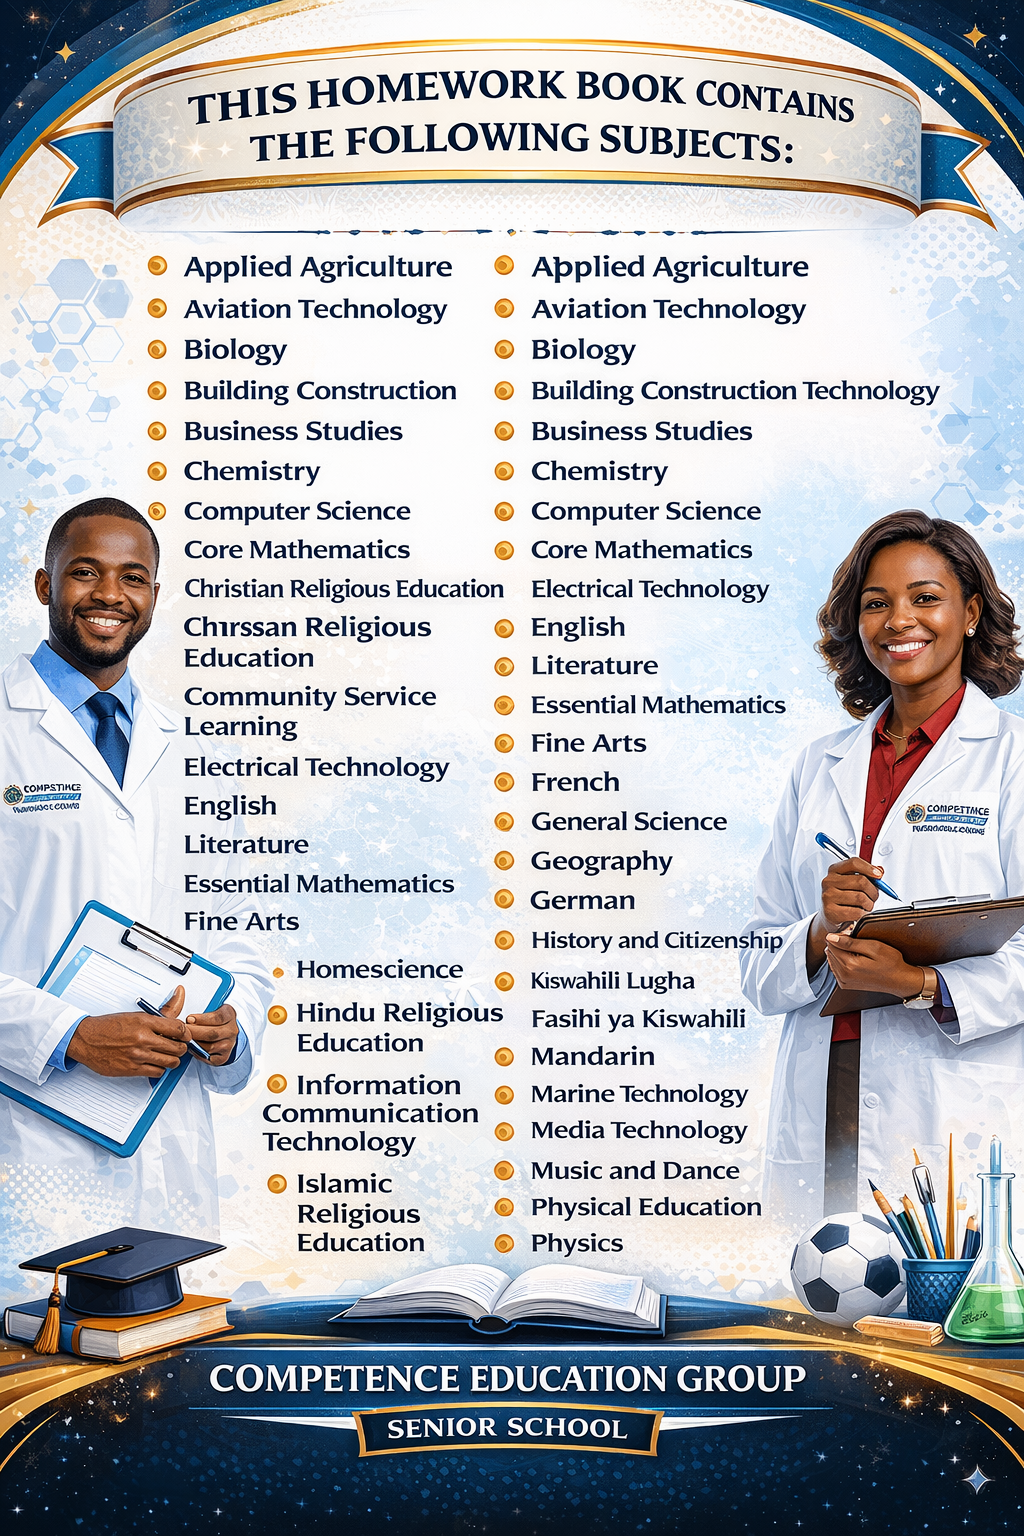 THIS HOMEWORK BOOK CONTAINS
THE FOLLOWING SUBJECTS:
Applied Agriculture
Aviation Technology
Biology
Building Construction
Business Studies
Chemistry
Computer Science
Core Mathematics
Christian Religious Education
Chırssan Religious
Education
Community Service
Learning
Electrical Technology
English
Literature
Essential Mathematics
Fine Arts
Homescience
Hindu Religious
Education
Information
Communication
Technology
Islamic
Religious
Education
Applied Agriculture
Aviation Technology
Biology
Building Construction Technology
Business Studies
Chemistry
Computer Science
Core Mathematics
Electrical Technology
English
Literature
Essential Mathematics
Fine Arts
French
General Science
Geography
German
History and Citizenship
Kiswahili Lugha
Fasihi ya Kiswahili
Mandarin
Marine Technology
Media Technology
Music and Dance
Physical Education
Physics
COMPSTINCE
COMPETTMCE
COMPETENCE EDUCATION GROUP
SENIOR SCHOOL